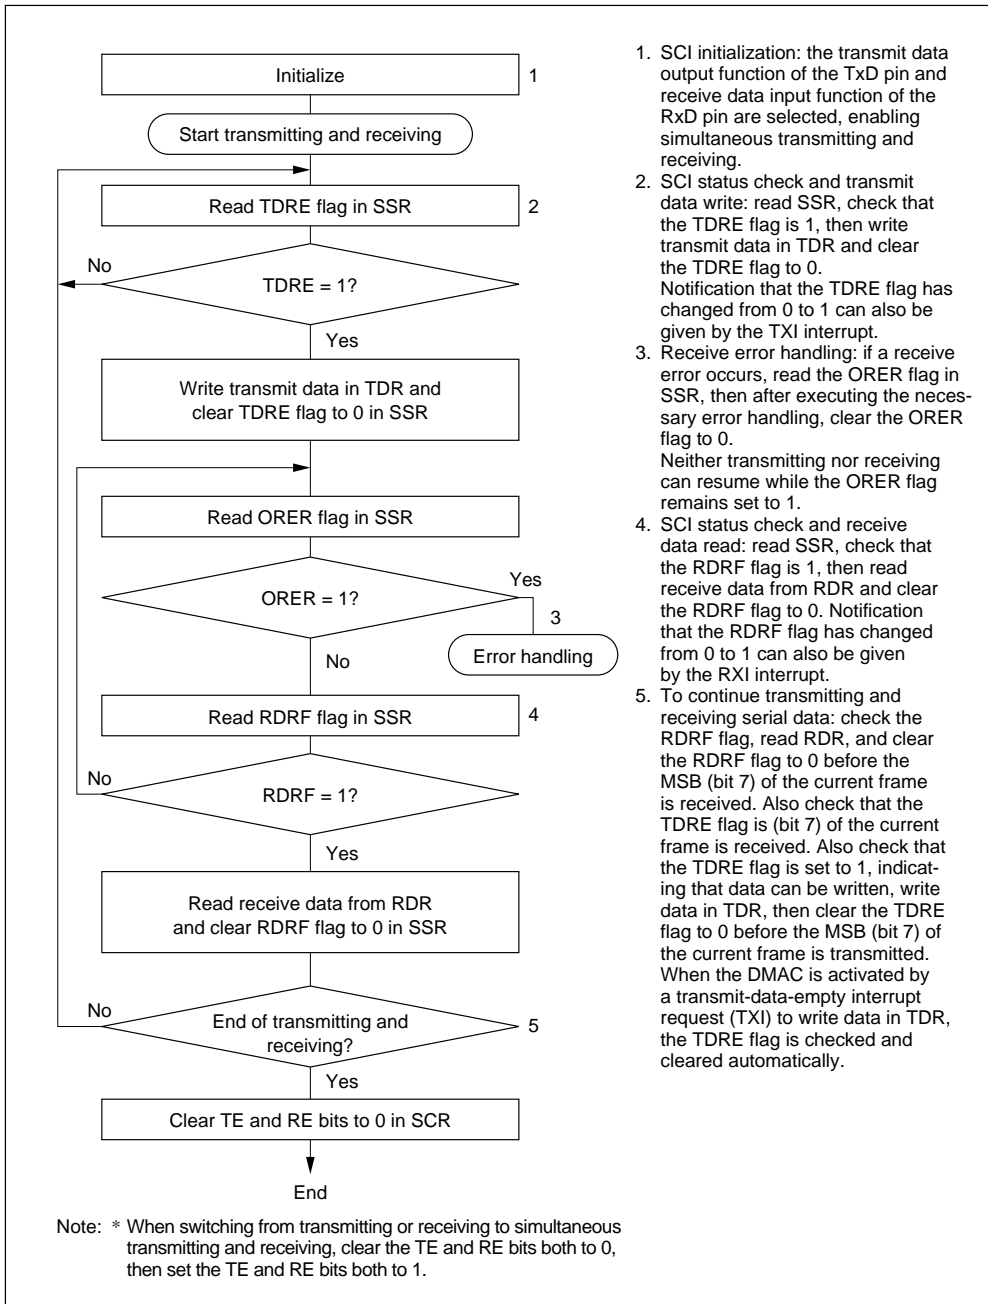 Initialize
1
Start transmitting and receiving
Read TDRE flag in SSR
2
No
TDRE = 1?
Yes
Write transmit data in TDR and
clear TDRE flag to 0 in SSR
Read ORER flag in SSR
Yes
ORER = 1?
3
Error handling
No
Read RDRF flag in SSR
4
No
RDRF = 1?
Yes
Read receive data from RDR
and clear RDRF flag to 0 in SSR
No
End of transmitting and
receiving?
5
Yes
Clear TE and RE bits to 0 in SCR
End
1. SCI initialization: the transmit data
output function of the TxD pin and
receive data input function of the
RxD pin are selected, enabling
simultaneous transmitting and
receiving.
2. SCI status check and transmit
data write: read SSR, check that
the TDRE flag is 1, then write
transmit data in TDR and clear
the TDRE flag to 0.
Notification that the TDRE flag has
changed from 0 to 1 can also be
given by the TXI interrupt.
3. Receive error handling: if a receive
error occurs, read the ORER flag in
SSR, then after executing the neces-
sary error handling, clear the ORER
flag to 0.
Neither transmitting nor receiving
can resume while the ORER flag
remains set to 1.
4. SCI status check and receive
data read: read SSR, check that
the RDRF flag is 1, then read
receive data from RDR and clear
the RDRF flag to 0. Notification
that the RDRF flag has changed
from 0 to 1 can also be given
by the RXI interrupt.
5. To continue transmitting and
receiving serial data: check the
RDRF flag, read RDR, and clear
the RDRF flag to 0 before the
MSB (bit 7) of the current frame
is received. Also check that the
TDRE flag is (bit 7) of the current
frame is received. Also check that
the TDRE flag is set to 1, indicat-
ing that data can be written, write
data in TDR, then clear the TDRE
flag to 0 before the MSB (bit 7) of
the current frame is transmitted.
When the DMAC is activated by
a transmit-data-empty interrupt
request (TXI) to write data in TDR,
the TDRE flag is checked and
cleared automatically.
Note: * When switching from transmitting or receiving to simultaneous
transmitting and receiving, clear the TE and RE bits both to 0,
then set the TE and RE bits both to 1.